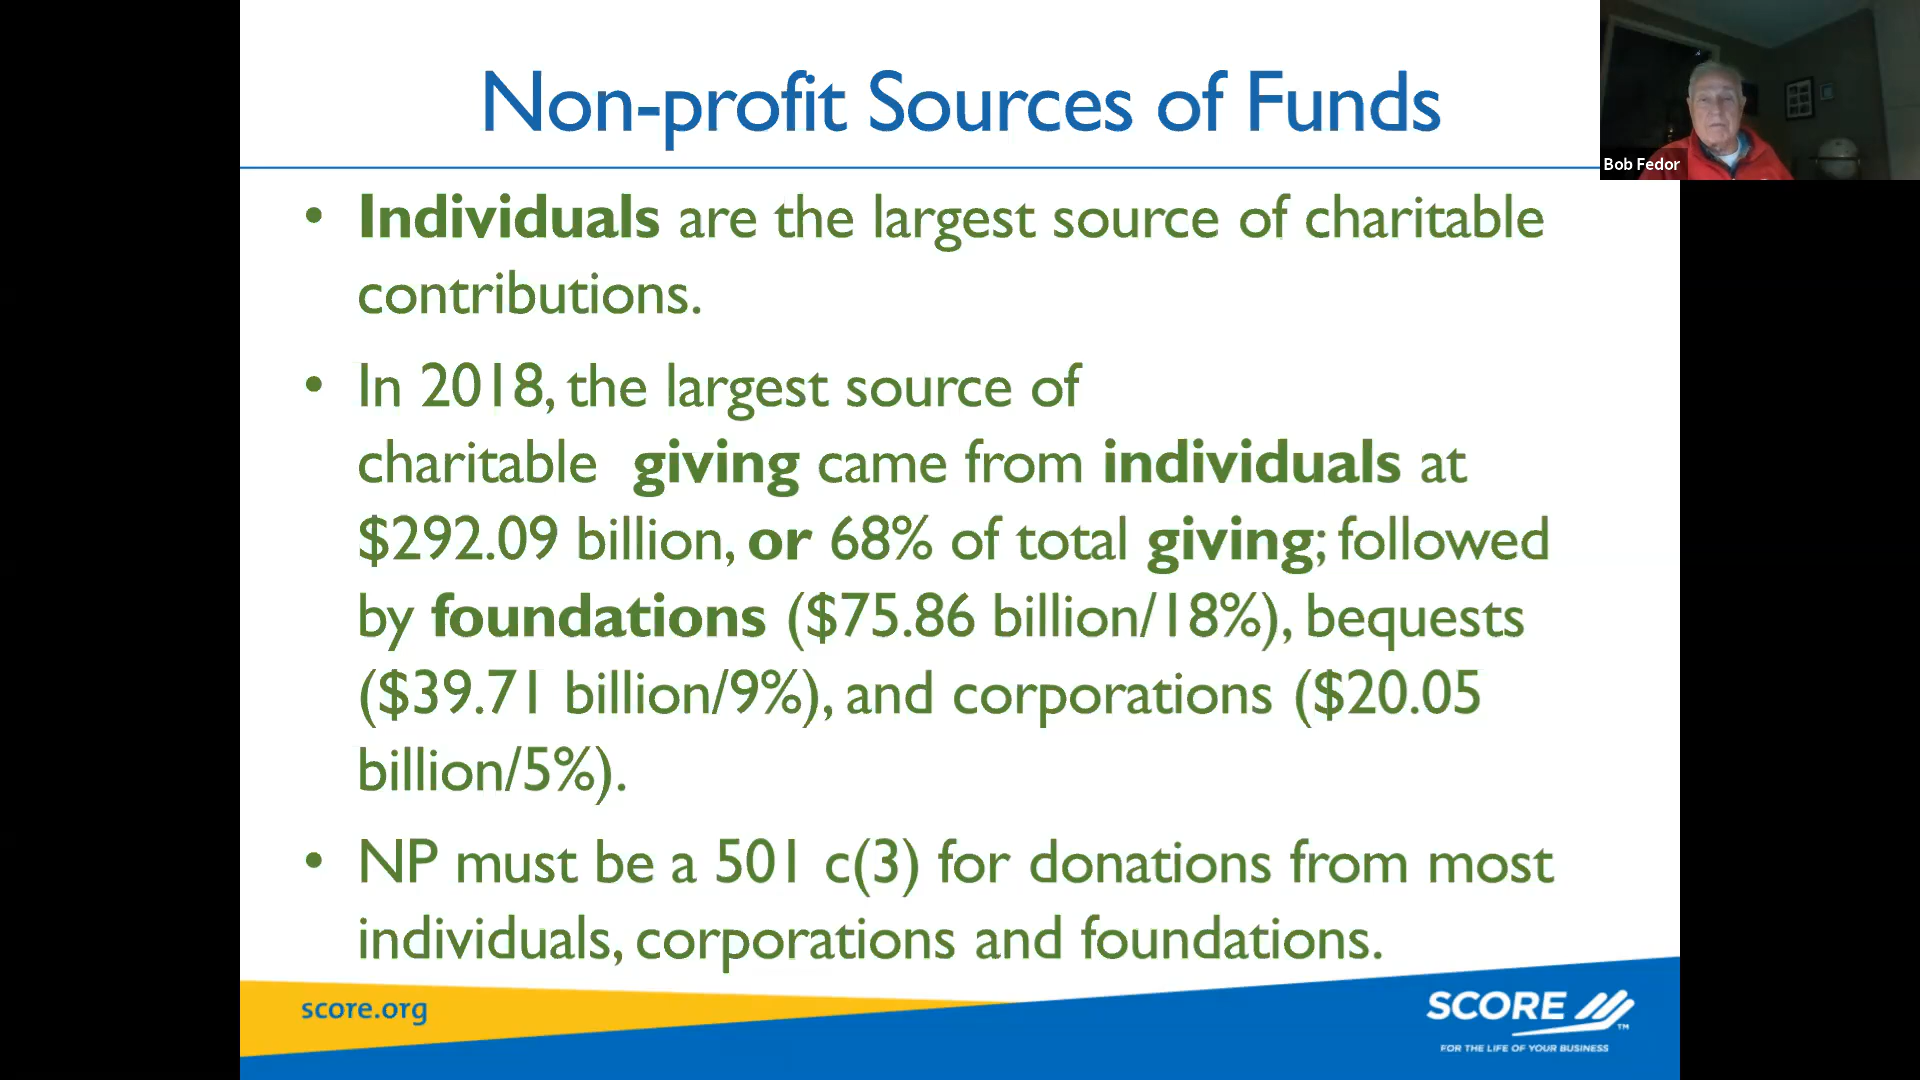 Non-profit Sources of Funds
Bob Fedor
• Individuals are the largest source of charitable
contributions.
• In 2018, the largest source of
charitable giving came from individuals at
$292.09 billion, or 68% of total giving; followed
by foundations ($75.86 billion/18%), bequests
($39.71 billion/9%), and corporations ($20.05
billion/5%).
• NP must be a 501 c(3) for donations from most
individuals, corporations and foundations.
score.org
SCORE
TM
FOR THE LIFE OF YOUR BUSINESS